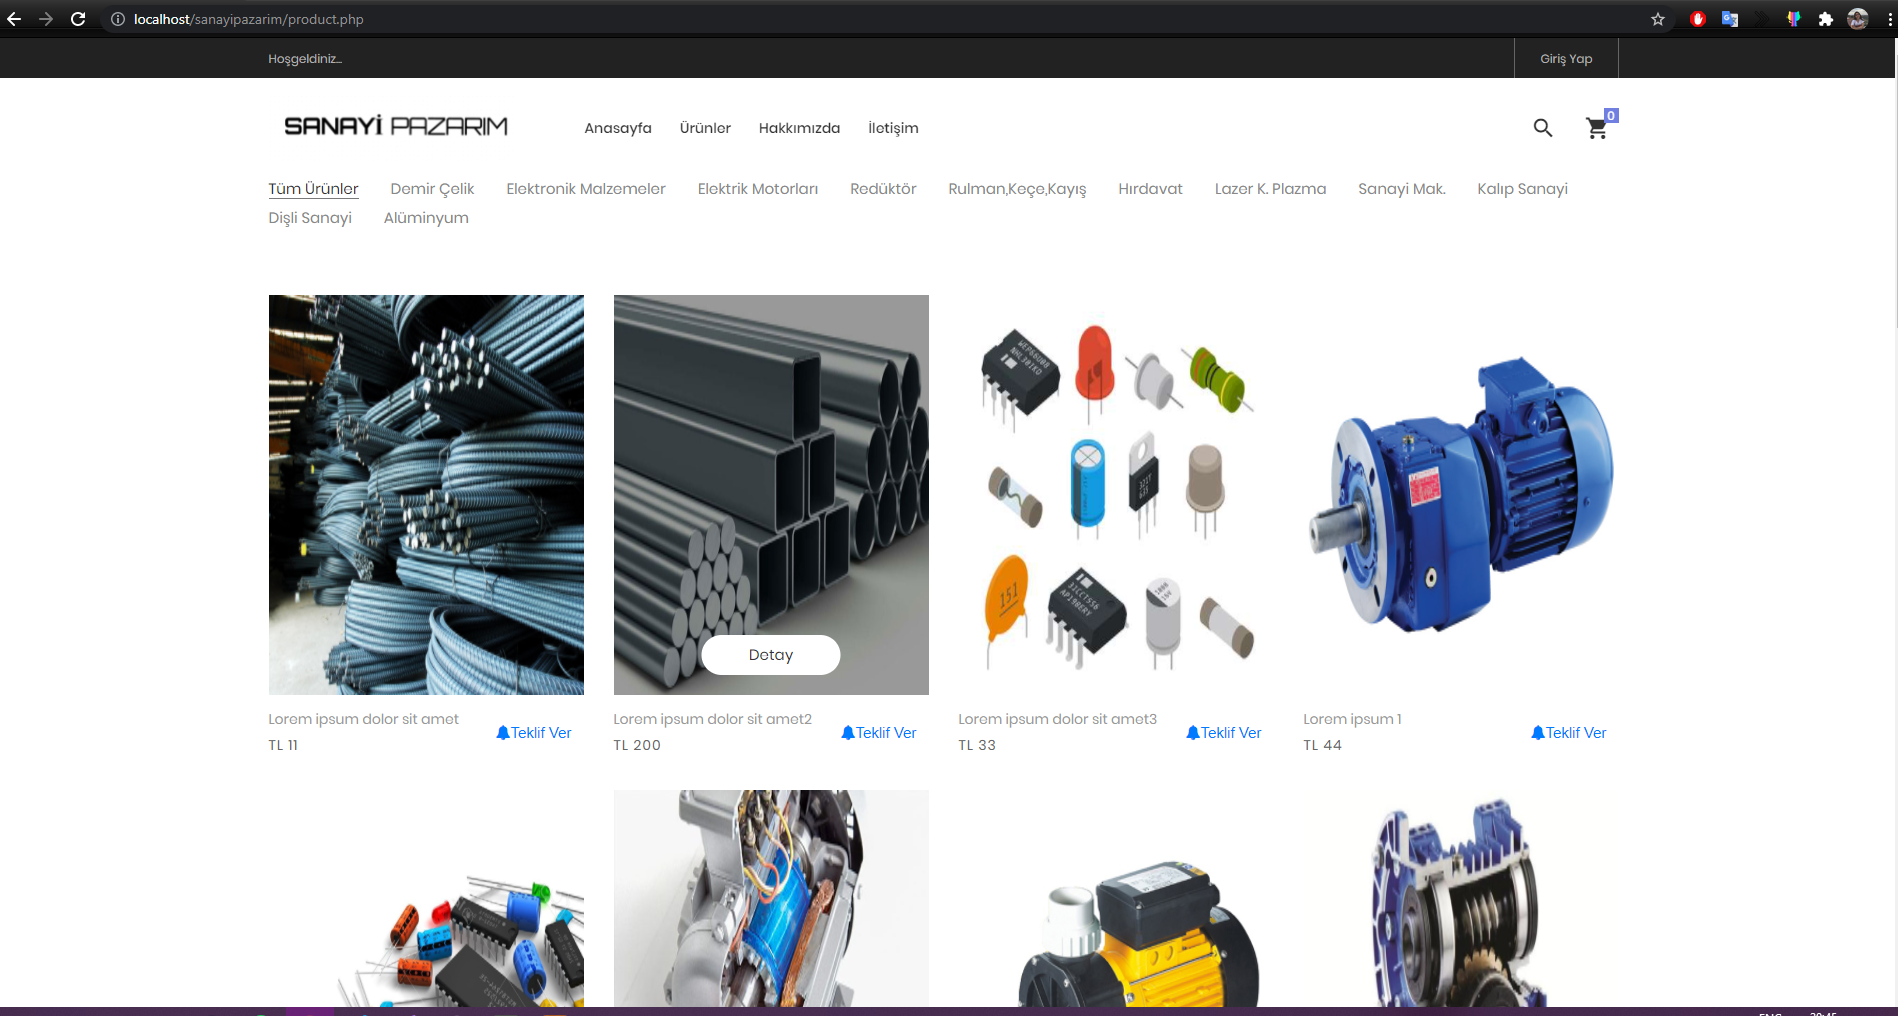 localhost/sanayipazarim/product.php
Hoşgeldiniz...
Giriş Yap
SANAYİ PAZARIM
Anasayfa Ürünler Hakkımızda İletişim
0
Tüm Ürünler Demir Çelik Elektronik Malzemeler Elektrik Motorları Redüktör Rulman,Keçe,Kayış Hırdavat Lazer K. Plazma Sanayi Mak. Kalıp Sanayi
Dişli Sanayi Alüminyum
151
Detay
Lorem ipsum dolor sit amet
TL 11
Teklif Ver
Lorem ipsum dolor sit amet2
TL 200
Teklif Ver
Lorem ipsum dolor sit amet3
TL 33
Teklif Ver
Lorem ipsum 1
TL 44
Teklif Ver